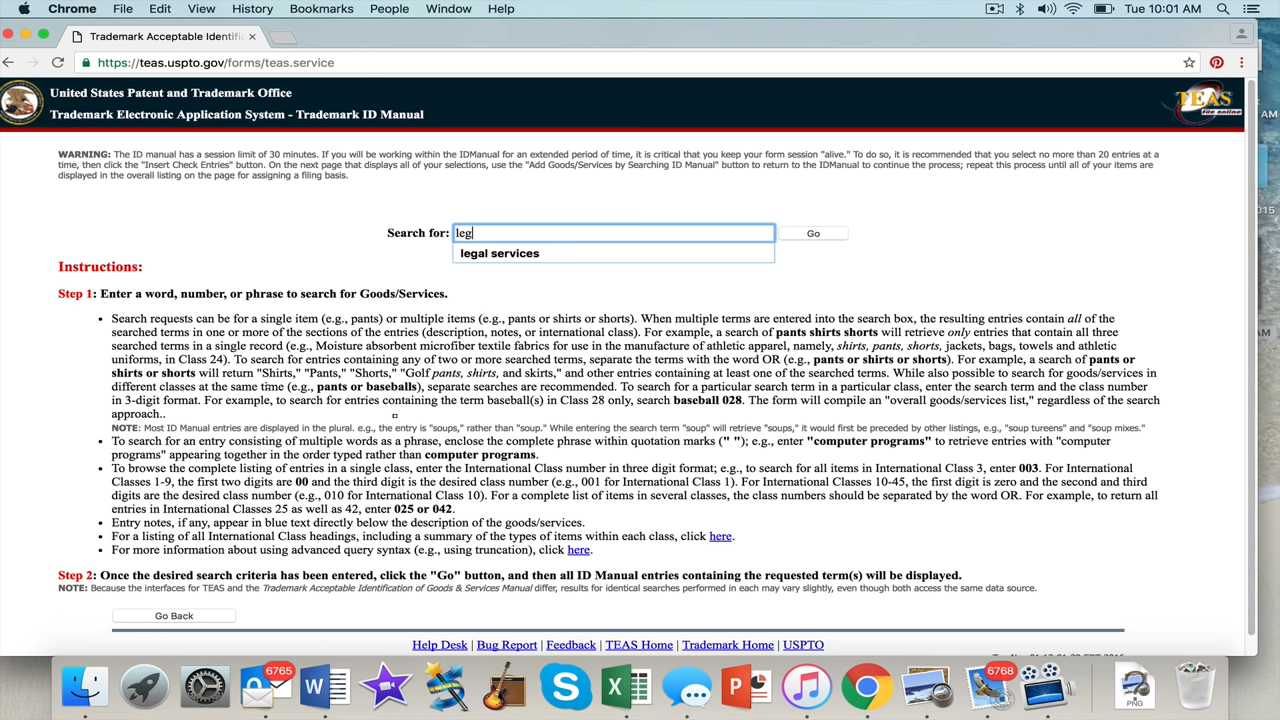 Chrome File Edit View History Bookmarks People Window Help Tue 10:01 AM
Trademark Acceptable Identifi
https://teas.uspto.gov/forms/teas.service
United States Patent and Trademark Office
Trademark Electronic Application System - Trademark ID Manual
TEAS
file online
AM
WARNING: The ID manual has a session limit of 30 minutes. If you will be working within the IDManual for an extended period of time, it is critical that you keep your form session "alive." To do so, it is recommended that you select no more than 20 entries at a
time, then click the "Insert Check Entries" button. On the next page that displays all of your selections, use the "Add Goods/Services by Searching ID Manual" button to return to the IDManual to continue the process; repeat this process until all of your items are
displayed in the overall listing on the page for assigning a filing basis.
2015
Search for: leg Go
legal services
Instructions:
Step 1: Enter a word, number, or phrase to search for Goods/Services.
• Search requests can be for a single item (e.g., pants) or multiple items (e.g., pants or shirts or shorts). When multiple terms are entered into the search box, the resulting entries contain all of the
searched terms in one or more of the sections of the entries (description, notes, or international class). For example, a search of pants shirts shorts will retrieve only entries that contain all three
searched terms in a single record (e.g., Moisture absorbent microfiber textile fabrics for use in the manufacture of athletic apparel, namely, shirts, pants, shorts, jackets, bags, towels and athletic
uniforms, in Class 24). To search for entries containing any of two or more searched terms, separate the terms with the word OR (e.g., pants or shirts or shorts). For example, a search of pants or
shirts or shorts will return "Shirts," "Pants," "Shorts," "Golf pants, shirts, and skirts," and other entries containing at least one of the searched terms. While also possible to search for goods/services in
different classes at the same time (e.g., pants or baseballs), separate searches are recommended. To search for a particular search term in a particular class, enter the search term and the class number
in 3-digit format. For example, to search for entries containing the term baseball(s) in Class 28 only, search baseball 028. The form will compile an "overall goods/services list," regardless of the search
approach..
NOTE: Most ID Manual entries are displayed in the plural. e.g., the entry is "soups," rather than "soup." While entering the search term "soup" will retrieve "soups," it would first be preceded by other listings, e.g., "soup tureens" and "soup mixes."
• To search for an entry consisting of multiple words as a phrase, enclose the complete phrase within quotation marks (" "); e.g., enter "computer programs" to retrieve entries with "computer
programs" appearing together in the order typed rather than computer programs.
• To browse the complete listing of entries in a single class, enter the International Class number in three digit format; e.g., to search for all items in International Class 3, enter 003. For International
Classes 1-9, the first two digits are 00 and the third digit is the desired class number (e.g., 001 for International Class 1). For International Classes 10-45, the first digit is zero and the second and third
digits are the desired class number (e.g., 010 for International Class 10). For a complete list of items in several classes, the class numbers should be separated by the word OR. For example, to return all
entries in International Classes 25 as well as 42, enter 025 or 042.
• Entry notes, if any, appear in blue text directly below the description of the goods/services.
• For a listing of all International Class headings, including a summary of the types of items within each class, click here.
• For more information about using advanced query syntax (e.g., using truncation), click here.
Step 2: Once the desired search criteria has been entered, click the "Go" button, and then all ID Manual entries containing the requested term(s) will be displayed.
NOTE: Because the interfaces for TEAS and the Trademark Acceptable Identification of Goods & Services Manual differ, results for identical searches performed in each may vary slightly, even though both access the same data source.
Go Back
Help Desk | Bug Report | Feedback | TEAS Home | Trademark Home | USPTO
AM
6765
6768
PNG